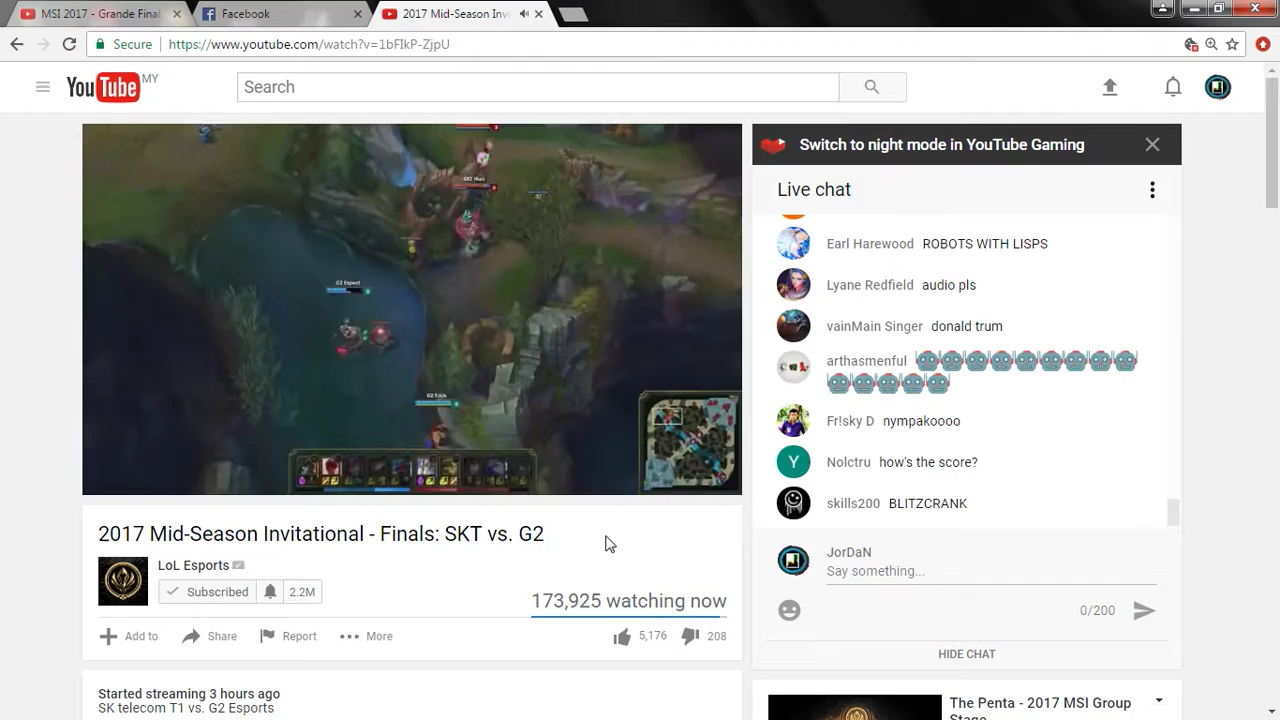 MSI 2017 - Grande Final
Facebook
2017 Mid-Season Inv
Secure
https://www.youtube.com/watch?v=1bFIkP-ZjpU
YouTube MY
Search
Switch to night mode in YouTube Gaming
Live chat
Earl Harewood ROBOTS WITH LISPS
Lyane Redfield audio pls
vainMain Singer donald trum
arthasmenful
Fr!sky D nympakoooo
Y
Nolctru how's the score?
skills200 BLITZCRANK
JorDaN
Say something...
0/200
HIDE CHAT
G2 Expect
G2 Trick
2017 Mid-Season Invitational - Finals: SKT vs. G2
LoL Esports
Subscribed 2.2M
173,925 watching now
Add to Share Report More 5,176 208
Started streaming 3 hours ago
SK telecom T1 vs. G2 Esports
The Penta - 2017 MSI Group
Stage